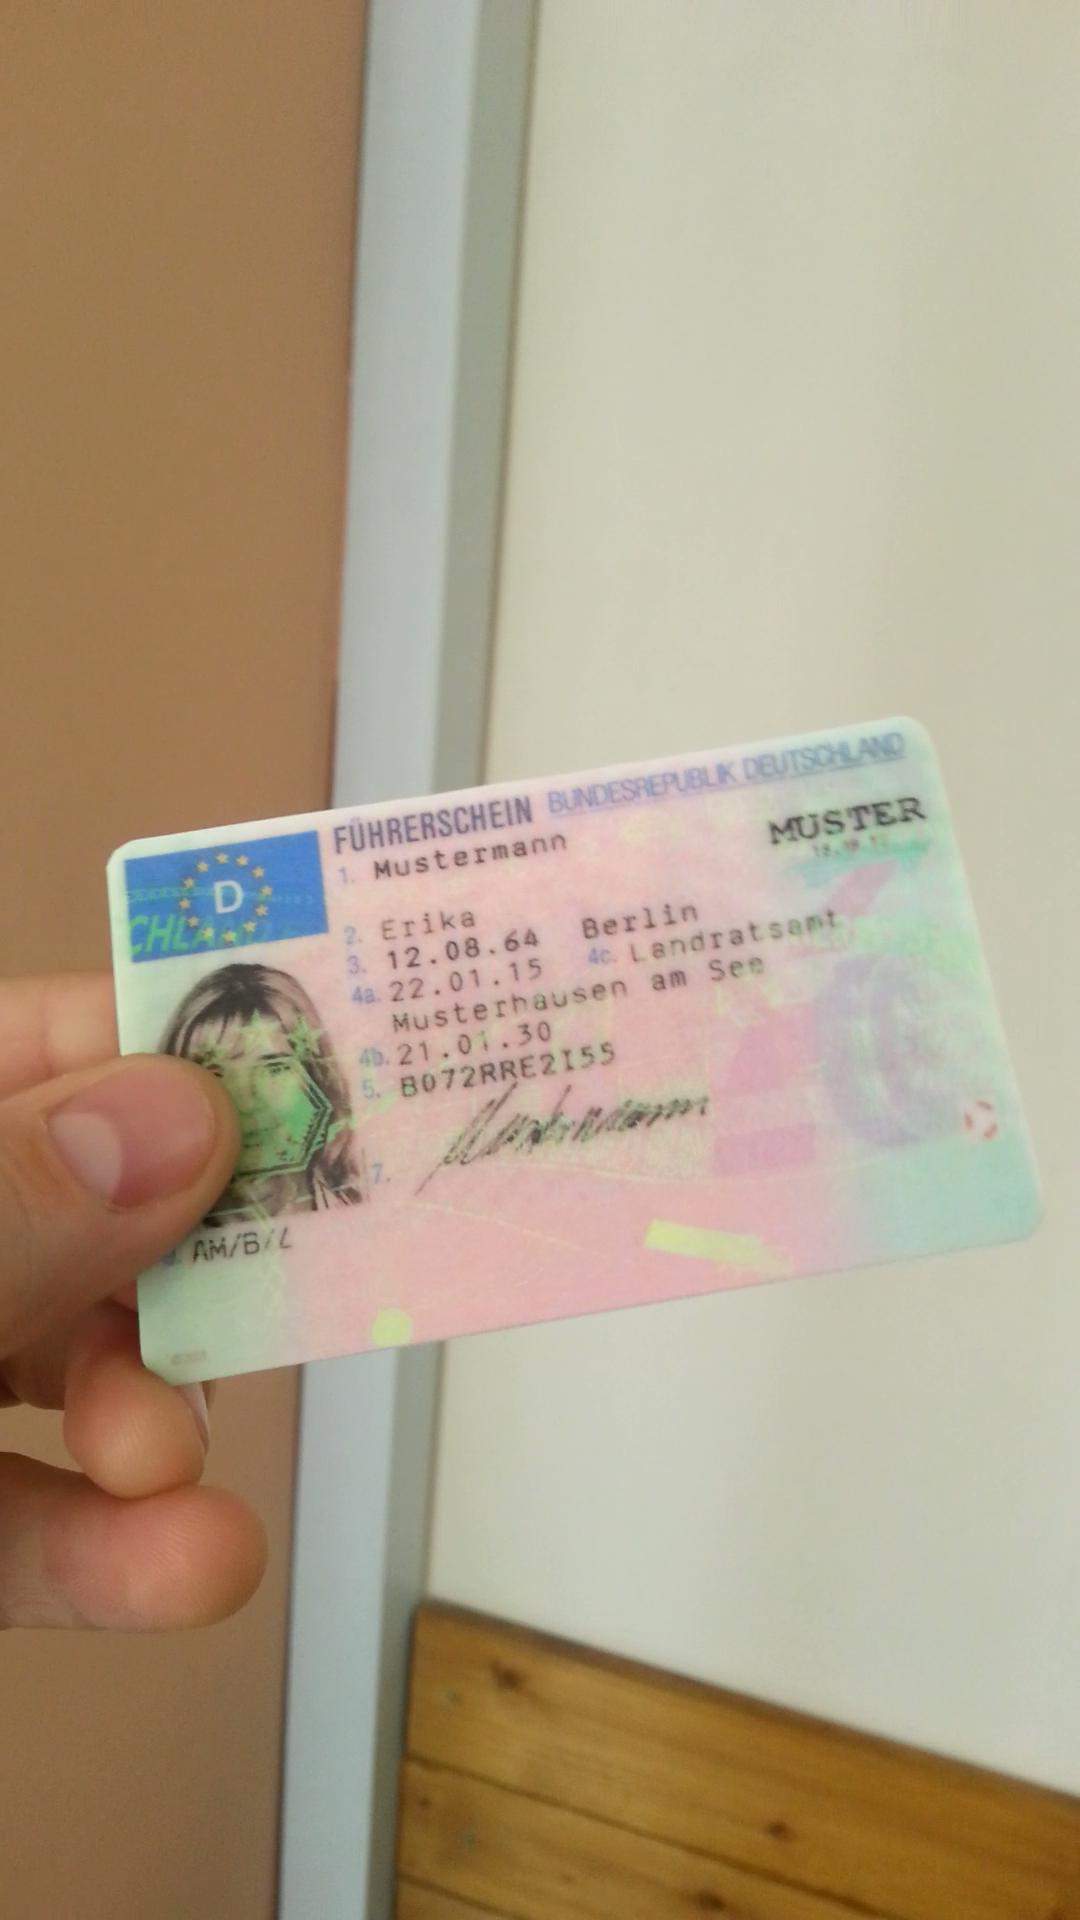 FÜHRERSCHEIN BUNDESREPUBLIK DEUTSCHLAND
MUSTER
D
1. Mustermann
2. Erika
3. 12.08.64 Berlin
4a. 22.01.15 4c. Landratsamt
Musterhausen am See
4b. 21.01.30
5. B072RRE2I55
7. Mustermann
AM/B/L